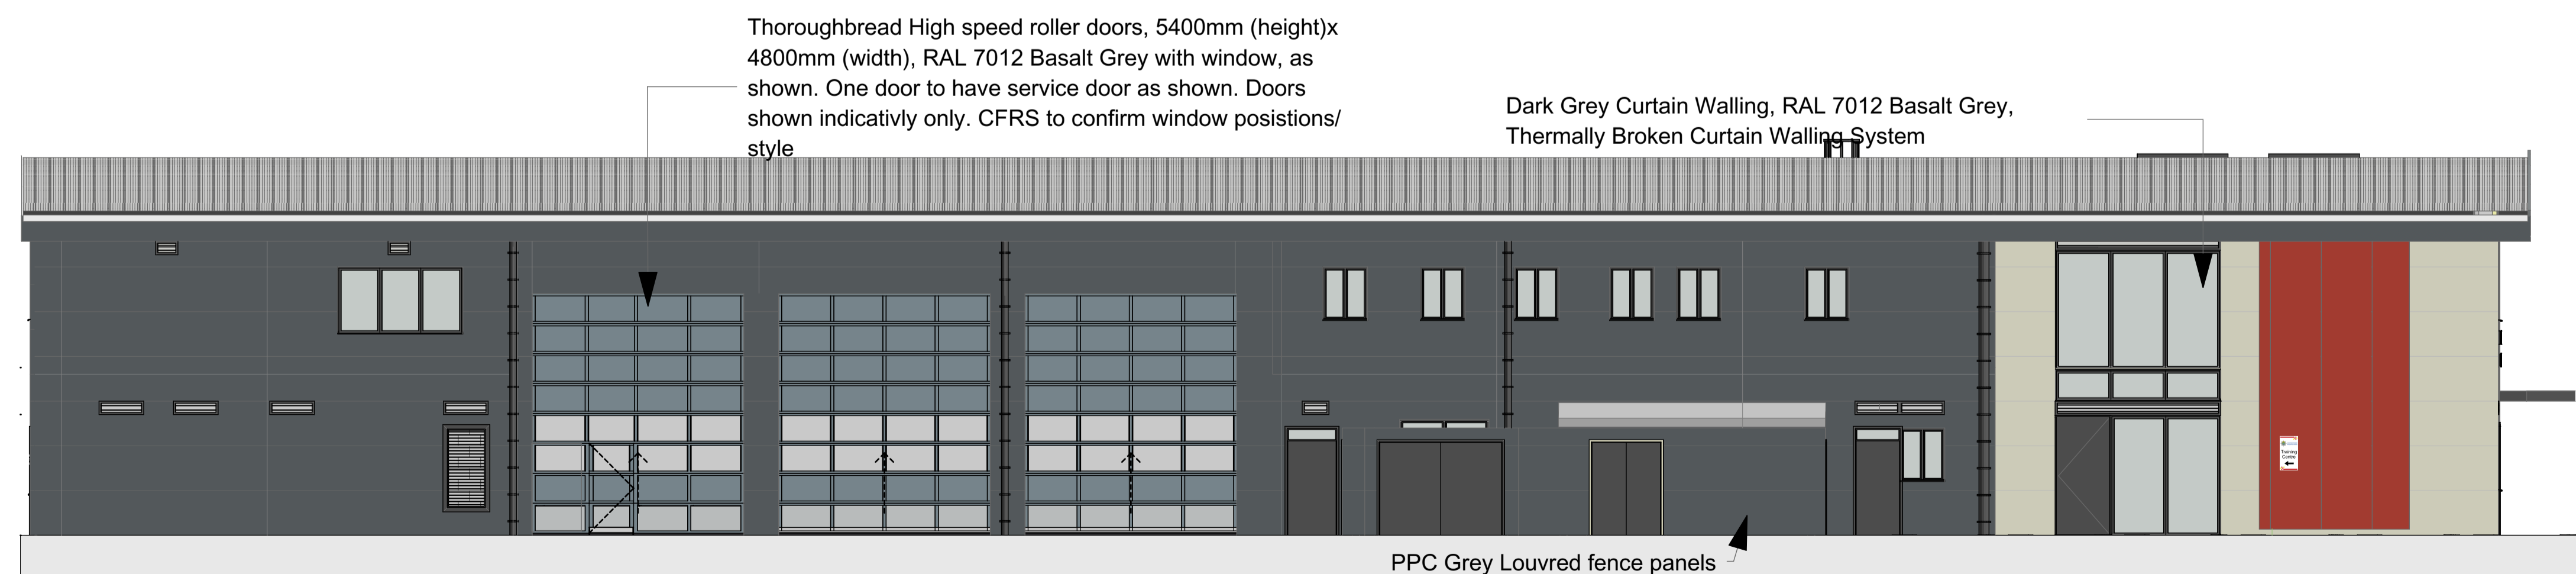 Thoroughbread High speed roller doors, 5400mm (height)x
4800mm (width), RAL 7012 Basalt Grey with window, as
shown. One door to have service door as shown. Doors
shown indicativly only. CFRS to confirm window posistions/
style
Dark Grey Curtain Walling, RAL 7012 Basalt Grey,
Thermally Broken Curtain Walling System
Training
Centre
PPC Grey Louvred fence panels